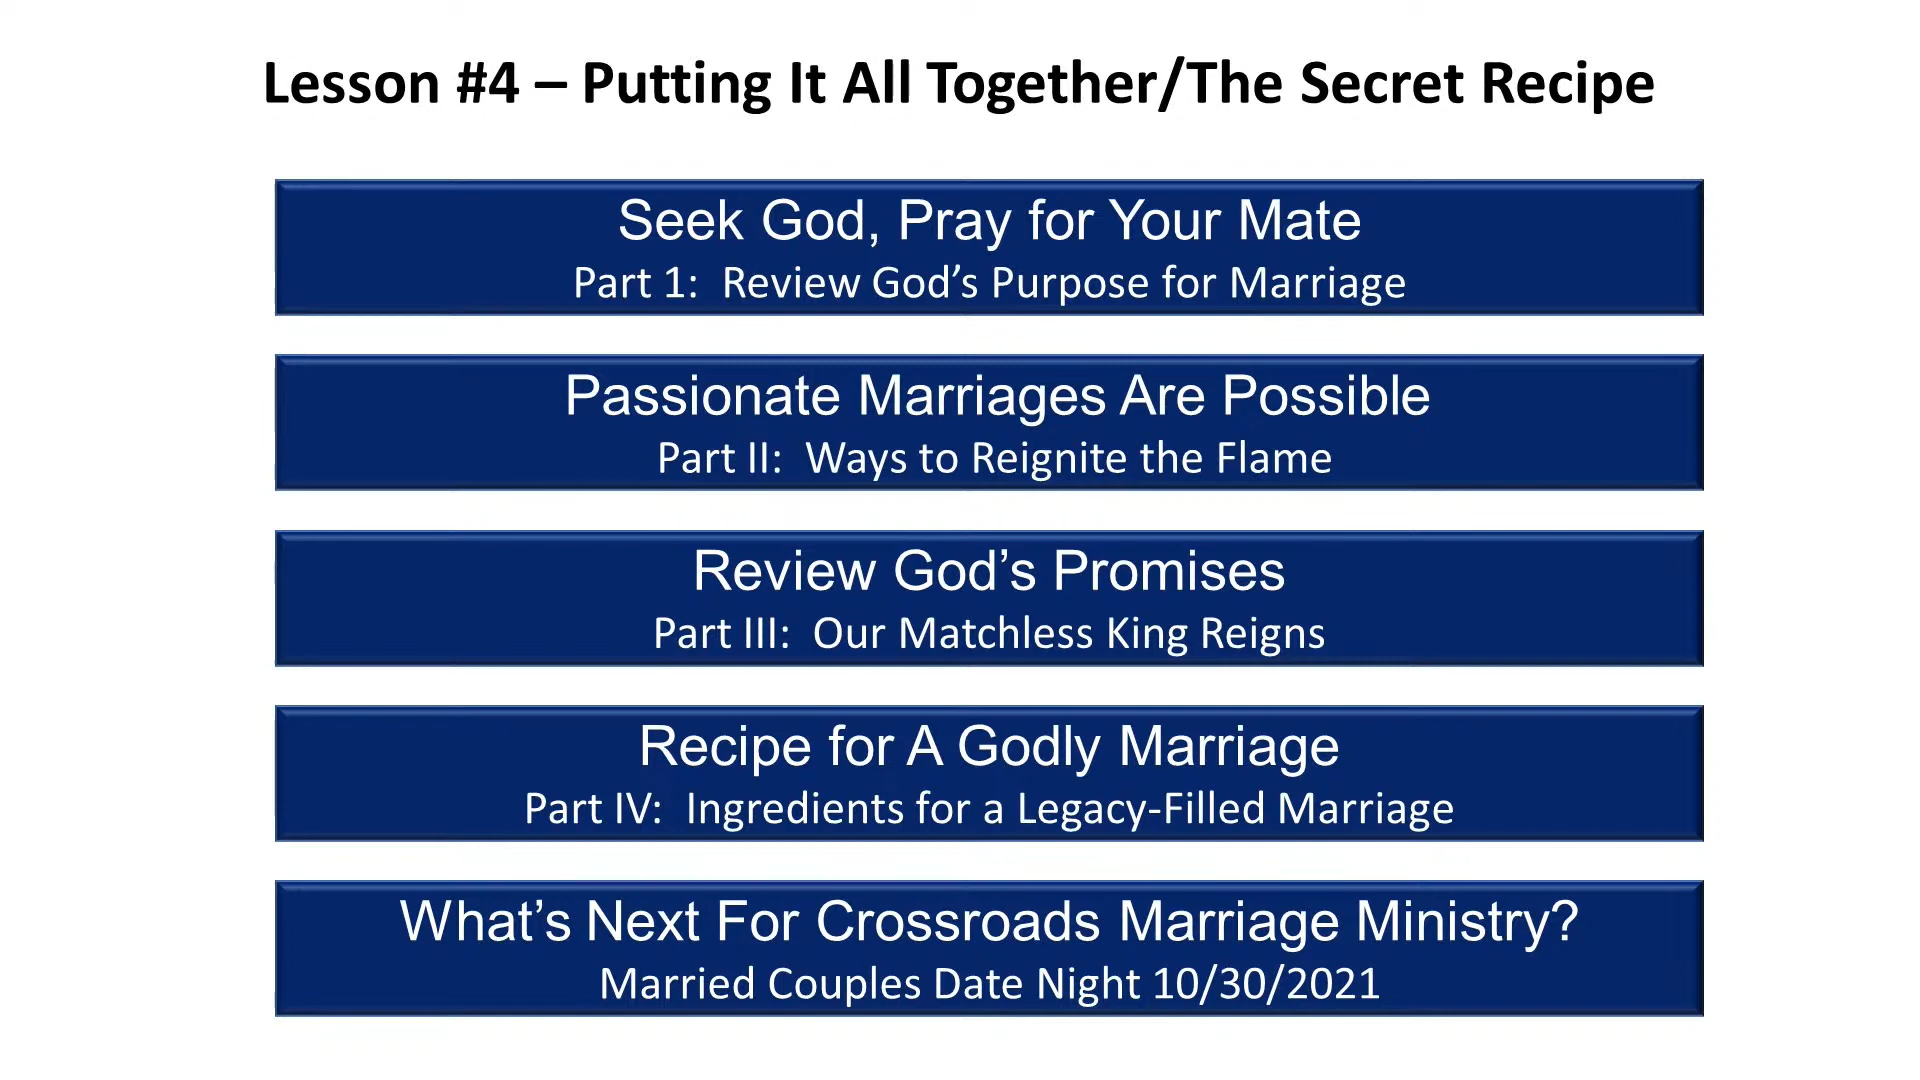 Lesson #4 – Putting It All Together/The Secret Recipe
Seek God, Pray for Your Mate
Part 1:  Review God’s Purpose for Marriage
Passionate Marriages Are Possible
Part II:  Ways to Reignite the Flame
Review God’s Promises
Part III:  Our Matchless King Reigns
Recipe for A Godly Marriage
Part IV:  Ingredients for a Legacy-Filled Marriage
What’s Next For Crossroads Marriage Ministry?
Married Couples Date Night 10/30/2021